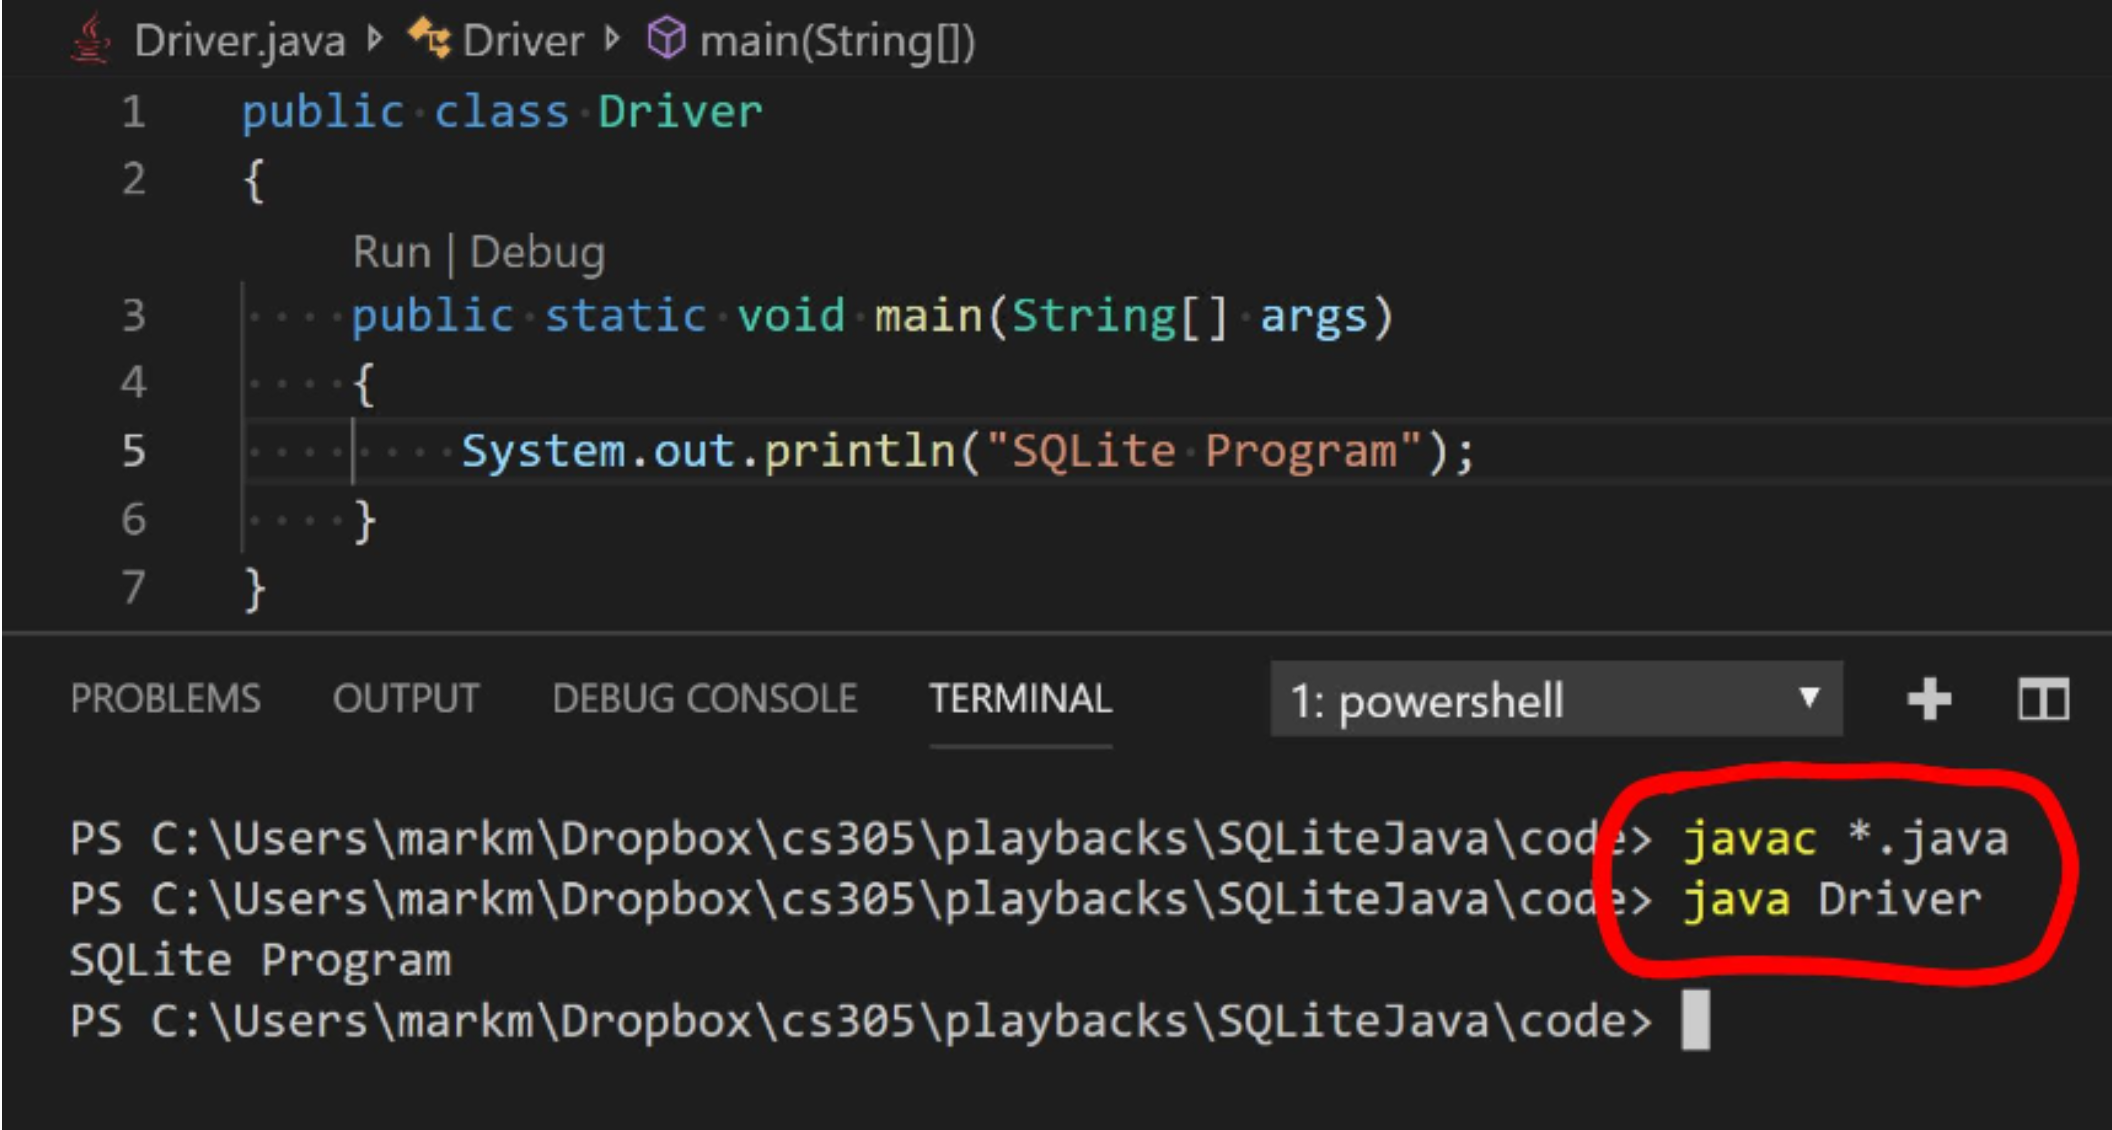 Driver.java Driver main(String[])
1 public class Driver
2 {
Run | Debug
3 public static void main(String[] args)
4 {
5 System.out.println("SQLite Program");
6 }
7 }
PROBLEMS OUTPUT DEBUG CONSOLE TERMINAL 1: powershell
PS C:\Users\markm\Dropbox\cs305\playbacks\SQLiteJava\code> javac *.java
PS C:\Users\markm\Dropbox\cs305\playbacks\SQLiteJava\code> java Driver
SQLite Program
PS C:\Users\markm\Dropbox\cs305\playbacks\SQLiteJava\code>